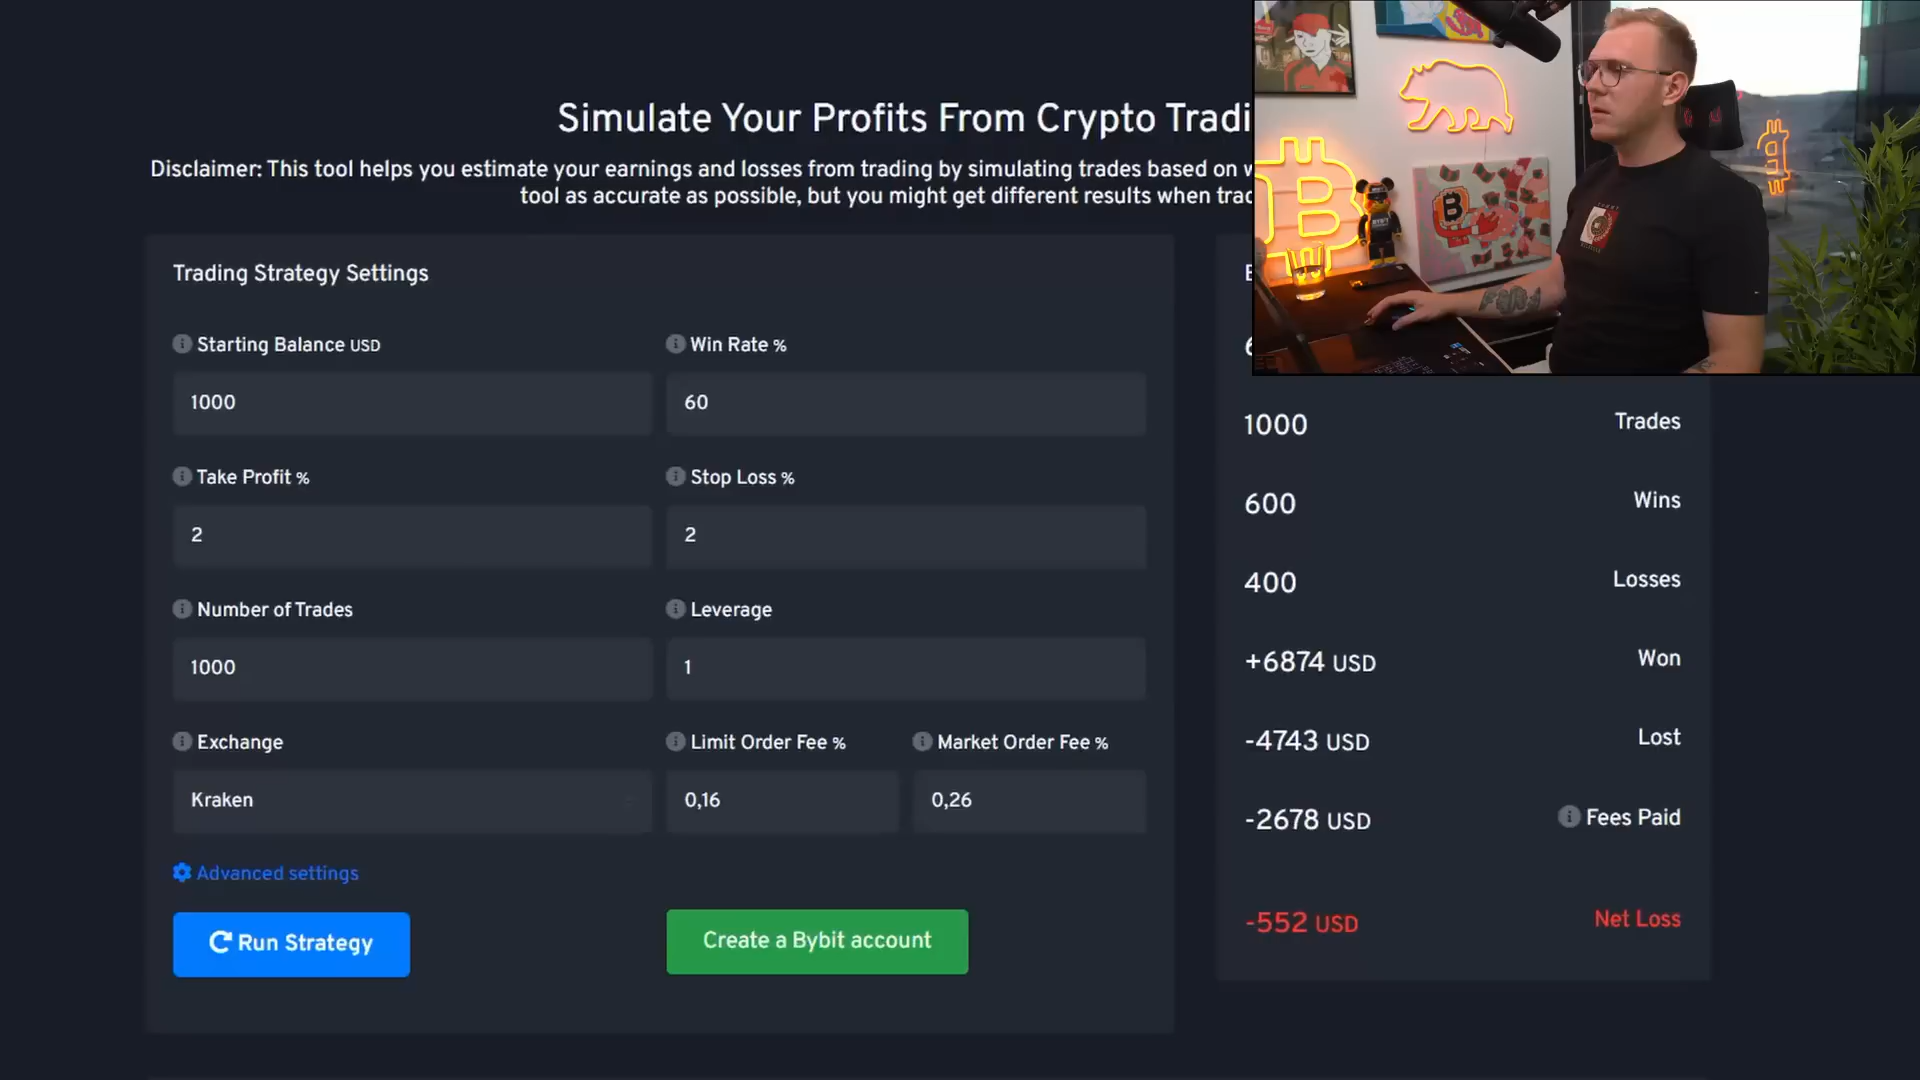 Simulate Your Profits From Crypto Tradi
Disclaimer: This tool helps you estimate your earnings and losses from trading by simulating trades based on w
tool as accurate as possible, but you might get different results when trad
Trading Strategy Settings
Starting Balance USD
Win Rate %
1000
60
Take Profit %
Stop Loss %
2
2
Number of Trades
Leverage
1000
1
Exchange
Limit Order Fee %
Market Order Fee %
Kraken
0,16
0,26
Advanced settings
Run Strategy
Create a Bybit account
1000 Trades
600 Wins
400 Losses
+6874 USD Won
-4743 USD Lost
-2678 USD Fees Paid
-552 USD Net Loss